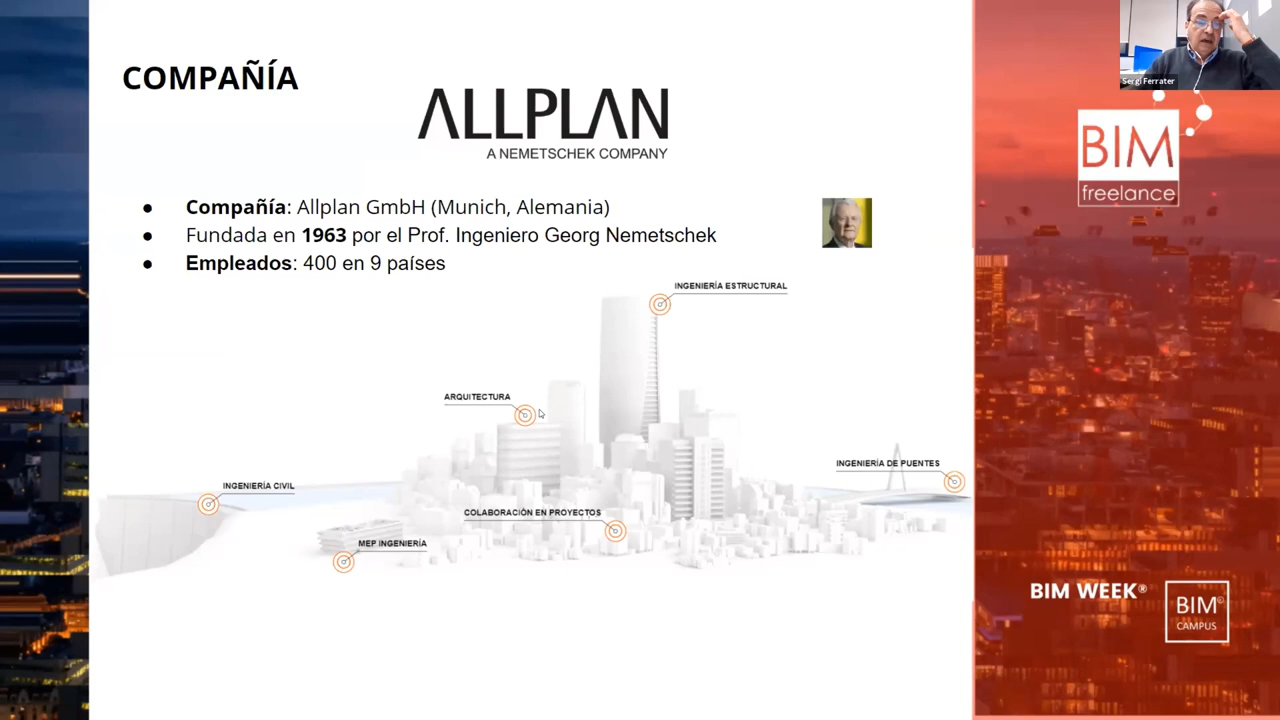 COMPAÑÍA
ALLPLAN
A NEMETSCHEK COMPANY
● Compañía: Allplan GmbH (Munich, Alemania)
● Fundada en 1963 por el Prof. Ingeniero Georg Nemetschek
● Empleados: 400 en 9 países
INGENIERÍA ESTRUCTURAL
ARQUITECTURA
INGENIERÍA DE PUENTES
INGENIERÍA CIVIL
COLABORACIÓN EN PROYECTOS
MEP INGENIERÍA
Sergi Ferrater
BIM
freelance
BIM WEEK®
BIM®
CAMPUS